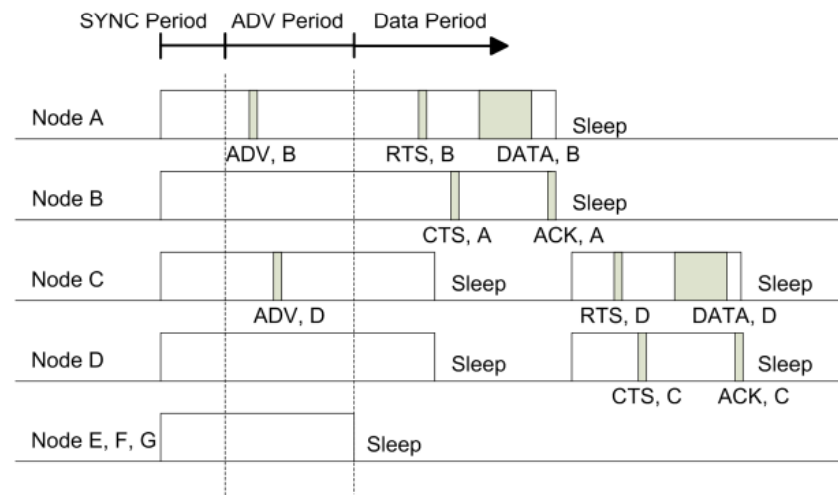 SYNC Period ADV Period Data Period
Node A Sleep
ADV, B RTS, B DATA, B
Node B Sleep
CTS, A ACK, A
Node C Sleep Sleep
ADV, D RTS, D DATA, D
Node D Sleep Sleep
CTS, C ACK, C
Node E, F, G Sleep